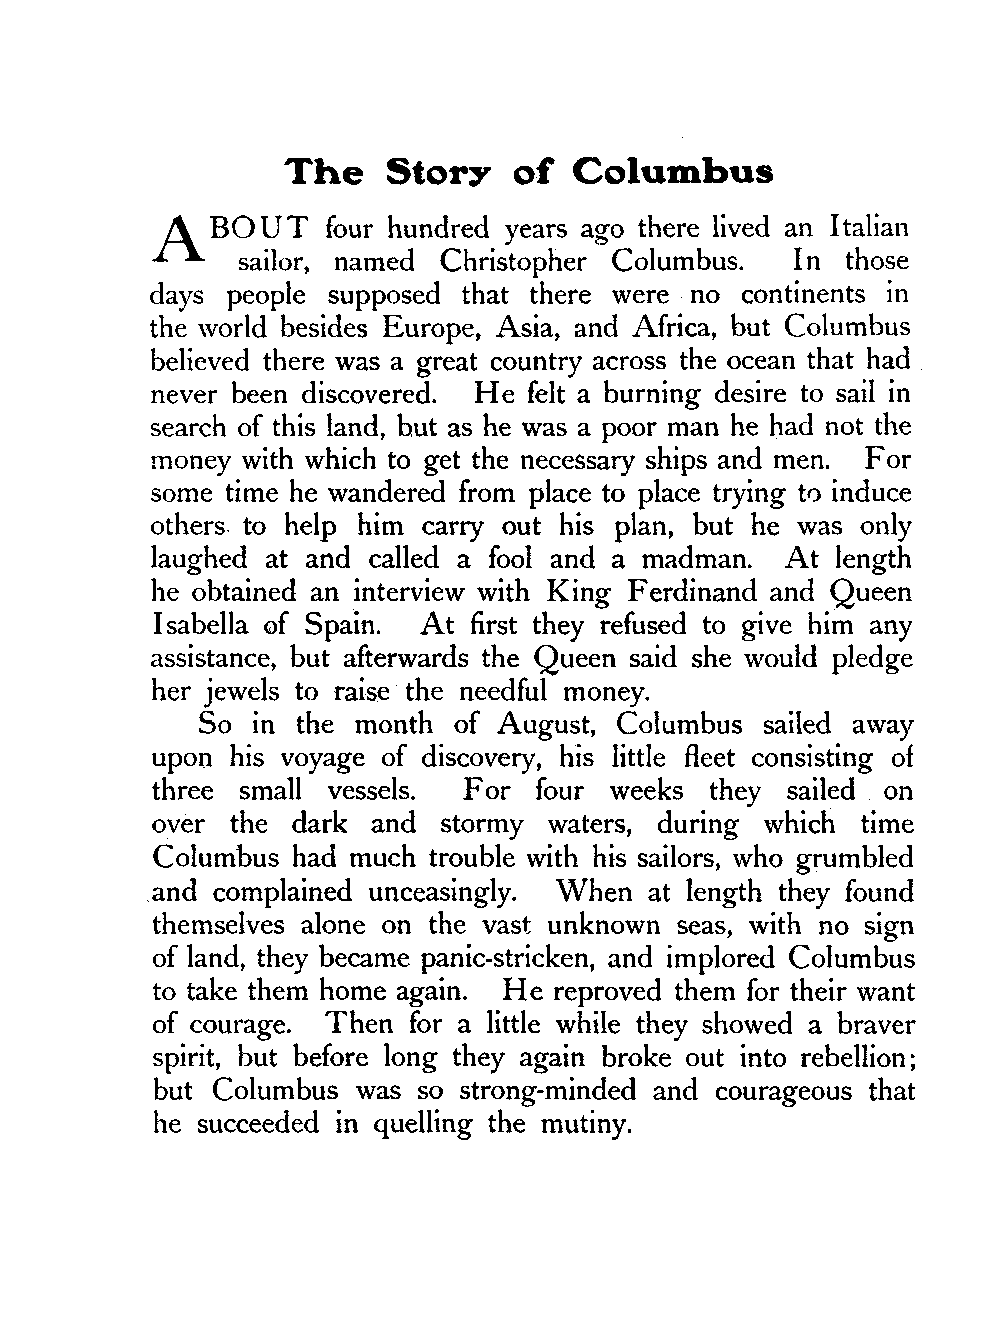 The Story of Columbus
ABOUT four hundred years ago there lived an Italian
sailor, named Christopher Columbus. In those
days people supposed that there were no continents in
the world besides Europe, Asia, and Africa, but Columbus
believed there was a great country across the ocean that had
never been discovered. He felt a burning desire to sail in
search of this land, but as he was a poor man he had not the
money with which to get the necessary ships and men. For
some time he wandered from place to place trying to induce
others to help him carry out his plan, but he was only
laughed at and called a fool and a madman. At length
he obtained an interview with King Ferdinand and Queen
Isabella of Spain. At first they refused to give him any
assistance, but afterwards the Queen said she would pledge
her jewels to raise the needful money.
So in the month of August, Columbus sailed away
upon his voyage of discovery, his little fleet consisting of
three small vessels. For four weeks they sailed on
over the dark and stormy waters, during which time
Columbus had much trouble with his sailors, who grumbled
and complained unceasingly. When at length they found
themselves alone on the vast unknown seas, with no sign
of land, they became panic-stricken, and implored Columbus
to take them home again. He reproved them for their want
of courage. Then for a little while they showed a braver
spirit, but before long they again broke out into rebellion;
but Columbus was so strong-minded and courageous that
he succeeded in quelling the mutiny.